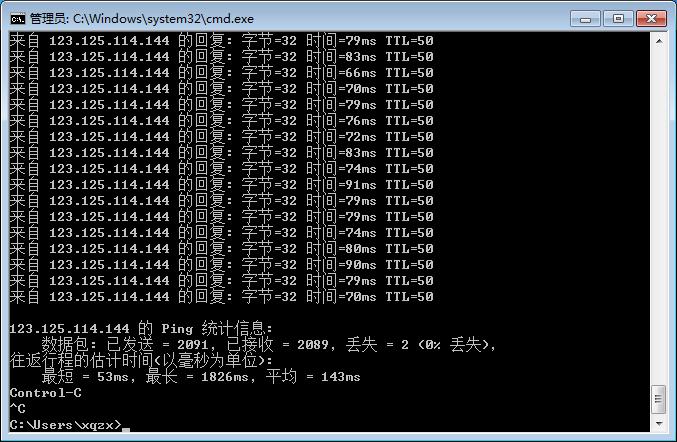 管理员: C:\Windows\system32\cmd.exe
来自 123.125.114.144 的回复: 字节=32 时间=79ms TTL=50
来自 123.125.114.144 的回复: 字节=32 时间=83ms TTL=50
来自 123.125.114.144 的回复: 字节=32 时间=66ms TTL=50
来自 123.125.114.144 的回复: 字节=32 时间=70ms TTL=50
来自 123.125.114.144 的回复: 字节=32 时间=79ms TTL=50
来自 123.125.114.144 的回复: 字节=32 时间=76ms TTL=50
来自 123.125.114.144 的回复: 字节=32 时间=72ms TTL=50
来自 123.125.114.144 的回复: 字节=32 时间=83ms TTL=50
来自 123.125.114.144 的回复: 字节=32 时间=74ms TTL=50
来自 123.125.114.144 的回复: 字节=32 时间=91ms TTL=50
来自 123.125.114.144 的回复: 字节=32 时间=79ms TTL=50
来自 123.125.114.144 的回复: 字节=32 时间=79ms TTL=50
来自 123.125.114.144 的回复: 字节=32 时间=74ms TTL=50
来自 123.125.114.144 的回复: 字节=32 时间=80ms TTL=50
来自 123.125.114.144 的回复: 字节=32 时间=90ms TTL=50
来自 123.125.114.144 的回复: 字节=32 时间=79ms TTL=50
来自 123.125.114.144 的回复: 字节=32 时间=70ms TTL=50
123.125.114.144 的 Ping 统计信息:
数据包: 已发送 = 2091, 已接收 = 2089, 丢失 = 2 (0% 丢失),
往返行程的估计时间(以毫秒为单位):
最短 = 53ms, 最长 = 1826ms, 平均 = 143ms
Control-C
^C
C:\Users\xqzx>